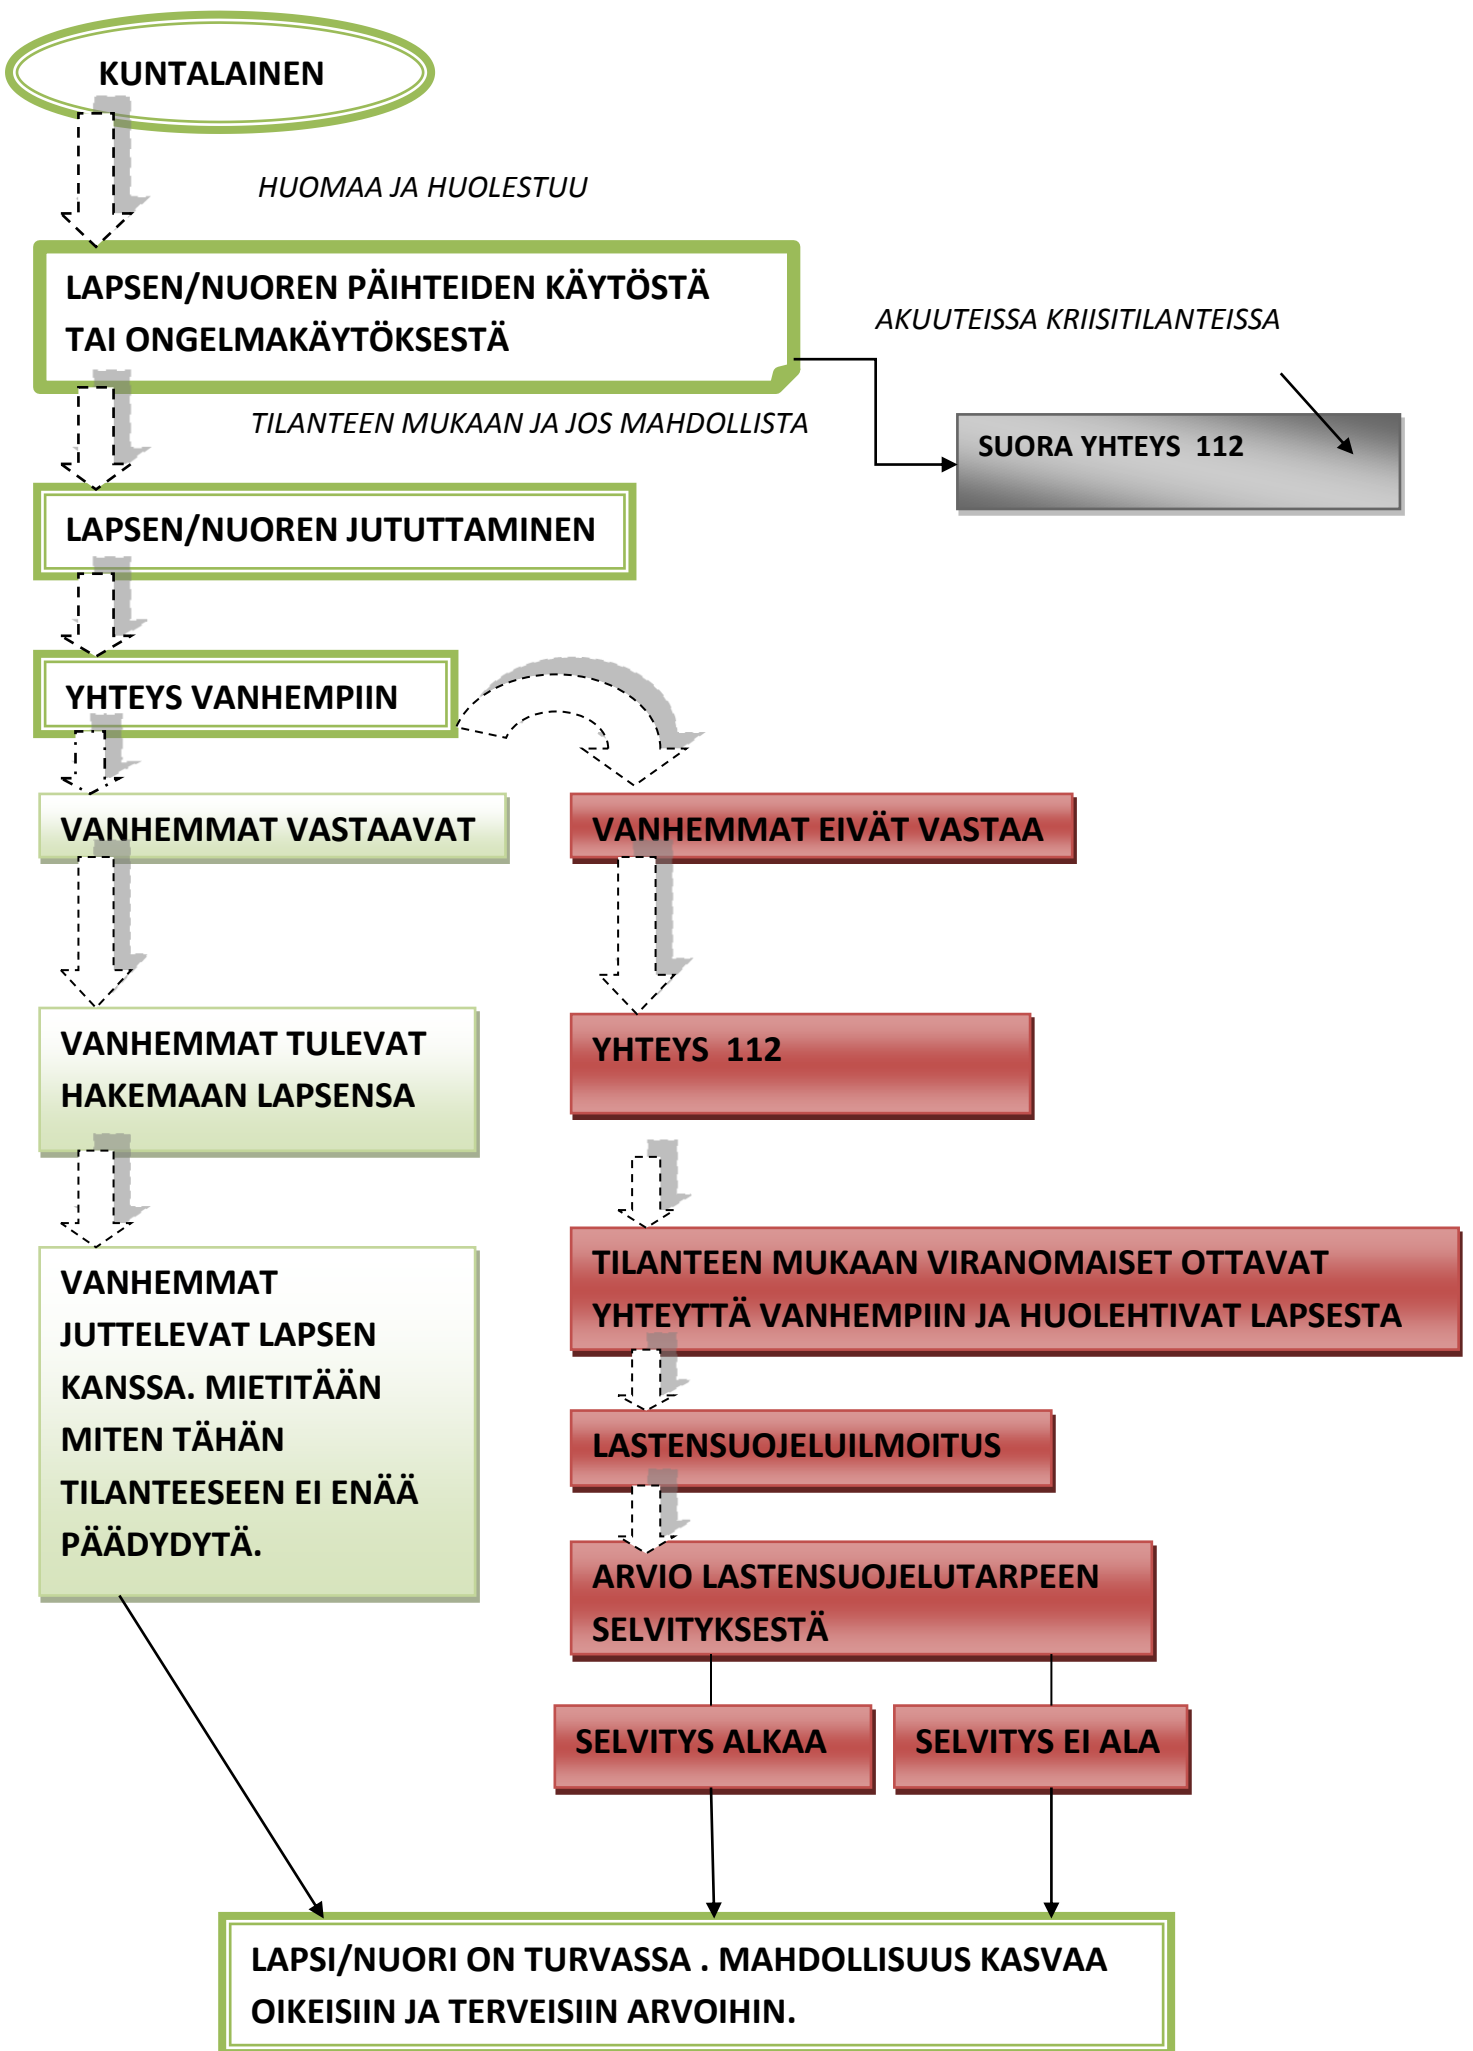 KUNTALAINEN
HUOMAA JA HUOLESTUU
LAPSEN/NUOREN PÄIHTEIDEN KÄYTÖSTÄ
TAI ONGELMAKÄYTÖKSESTÄ
AKUUTEISSA KRIISITILANTEISSA
TILANTEEN MUKAAN JA JOS MAHDOLLISTA
SUORA YHTEYS 112
LAPSEN/NUOREN JUTUTTAMINEN
YHTEYS VANHEMPIIN
VANHEMMAT VASTAAVAT
VANHEMMAT EIVÄT VASTAA
VANHEMMAT TULEVAT
HAKEMAAN LAPSENSA
YHTEYS 112
VANHEMMAT
JUTTELEVAT LAPSEN
KANSSA. MIETITÄÄN
MITEN TÄHÄN
TILANTEESEEN EI ENÄÄ
PÄÄDYDYTÄ.
TILANTEEN MUKAAN VIRANOMAISET OTTAVAT
YHTEYTTÄ VANHEMPIIN JA HUOLEHTIVAT LAPSESTA
LASTENSUOJELUILMOITUS
ARVIO LASTENSUOJELUTARPEEN
SELVITYKSESTÄ
SELVITYS ALKAA
SELVITYS EI ALA
LAPSI/NUORI ON TURVASSA . MAHDOLLISUUS KASVAA
OIKEISIIN JA TERVEISIIN ARVOIHIN.